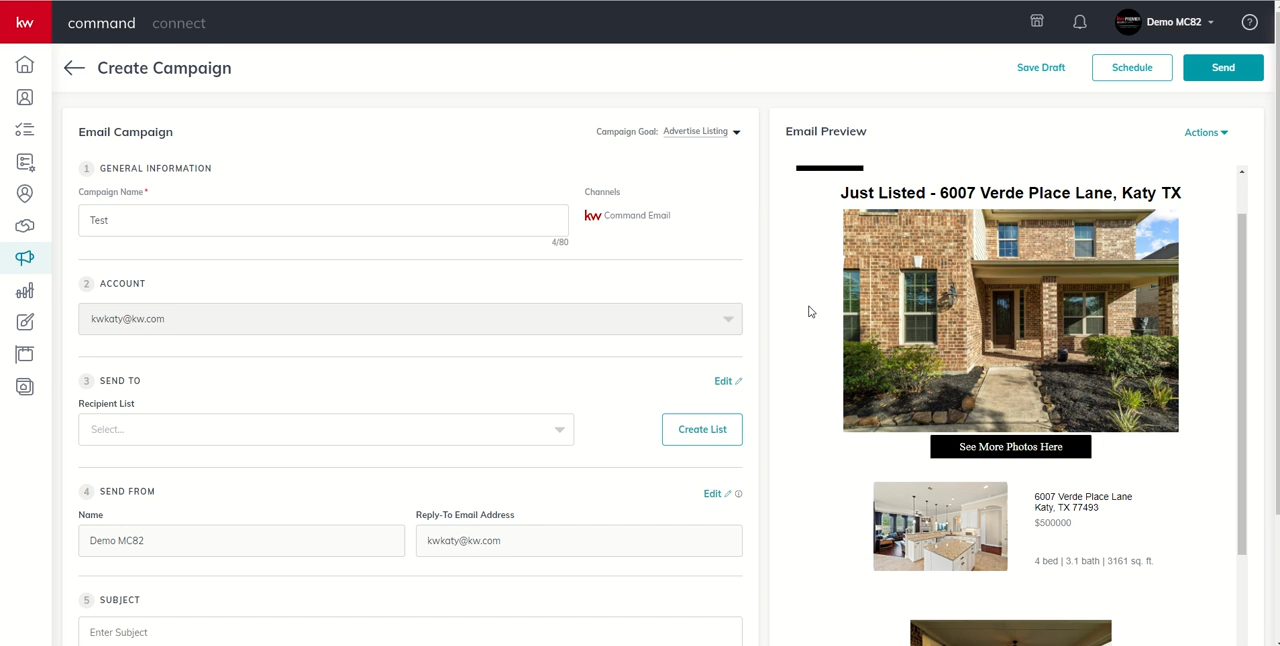 kw command connect Demo MC82
Create Campaign Save Draft Schedule Send
Email Campaign Campaign Goal: Advertise Listing
1 GENERAL INFORMATION
Campaign Name* Channels
Test kw Command Email
4/80
2 ACCOUNT
kwkaty@kw.com
3 SEND TO Edit
Recipient List
Select... Create List
4 SEND FROM Edit
Name Reply-To Email Address
Demo MC82 kwkaty@kw.com
5 SUBJECT
Enter Subject
Email Preview Actions
Just Listed - 6007 Verde Place Lane, Katy TX
See More Photos Here
6007 Verde Place Lane
Katy, TX 77493
$500000
4 bed | 3.1 bath | 3161 sq. ft.